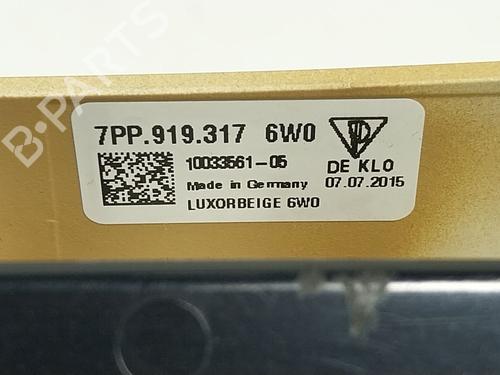 B-PARTS
7PP.919.317 6W0
10033561-05
DE KLO
Made in Germany
07.07.2015
LUXORBEIGE 6W0